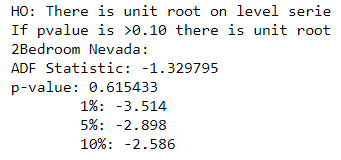 HO: There is unit root on level serie
If pvalue is >0.10 there is unit root
2Bedroom Nevada:
ADF Statistic: -1.329795
p-value: 0.615433
1%: -3.514
5%: -2.898
10%: -2.586